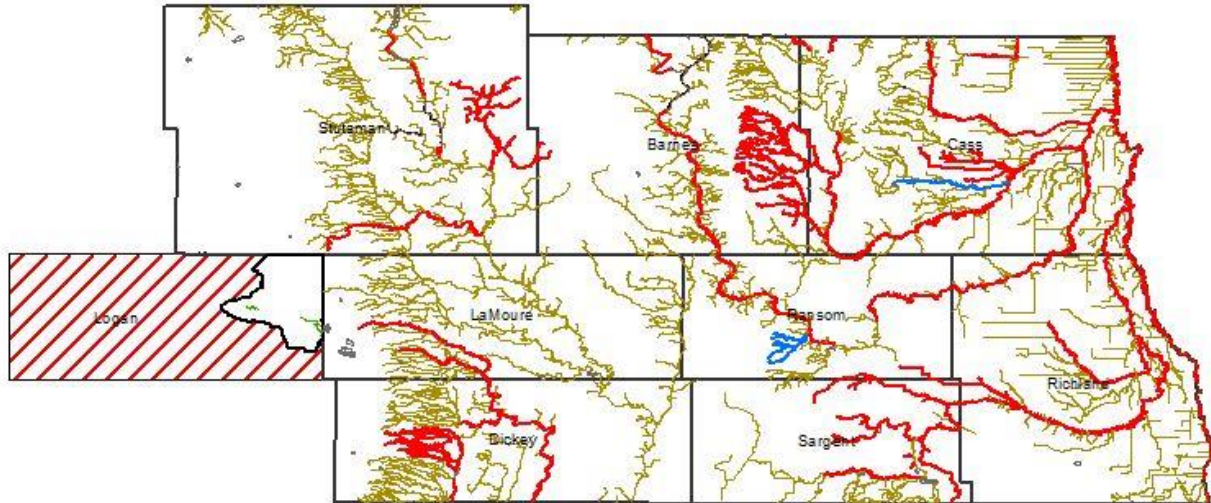 Stutsman
Barnes
Cass
Logan
LaMoure
Ransom
Richland
Dickey
Sargent